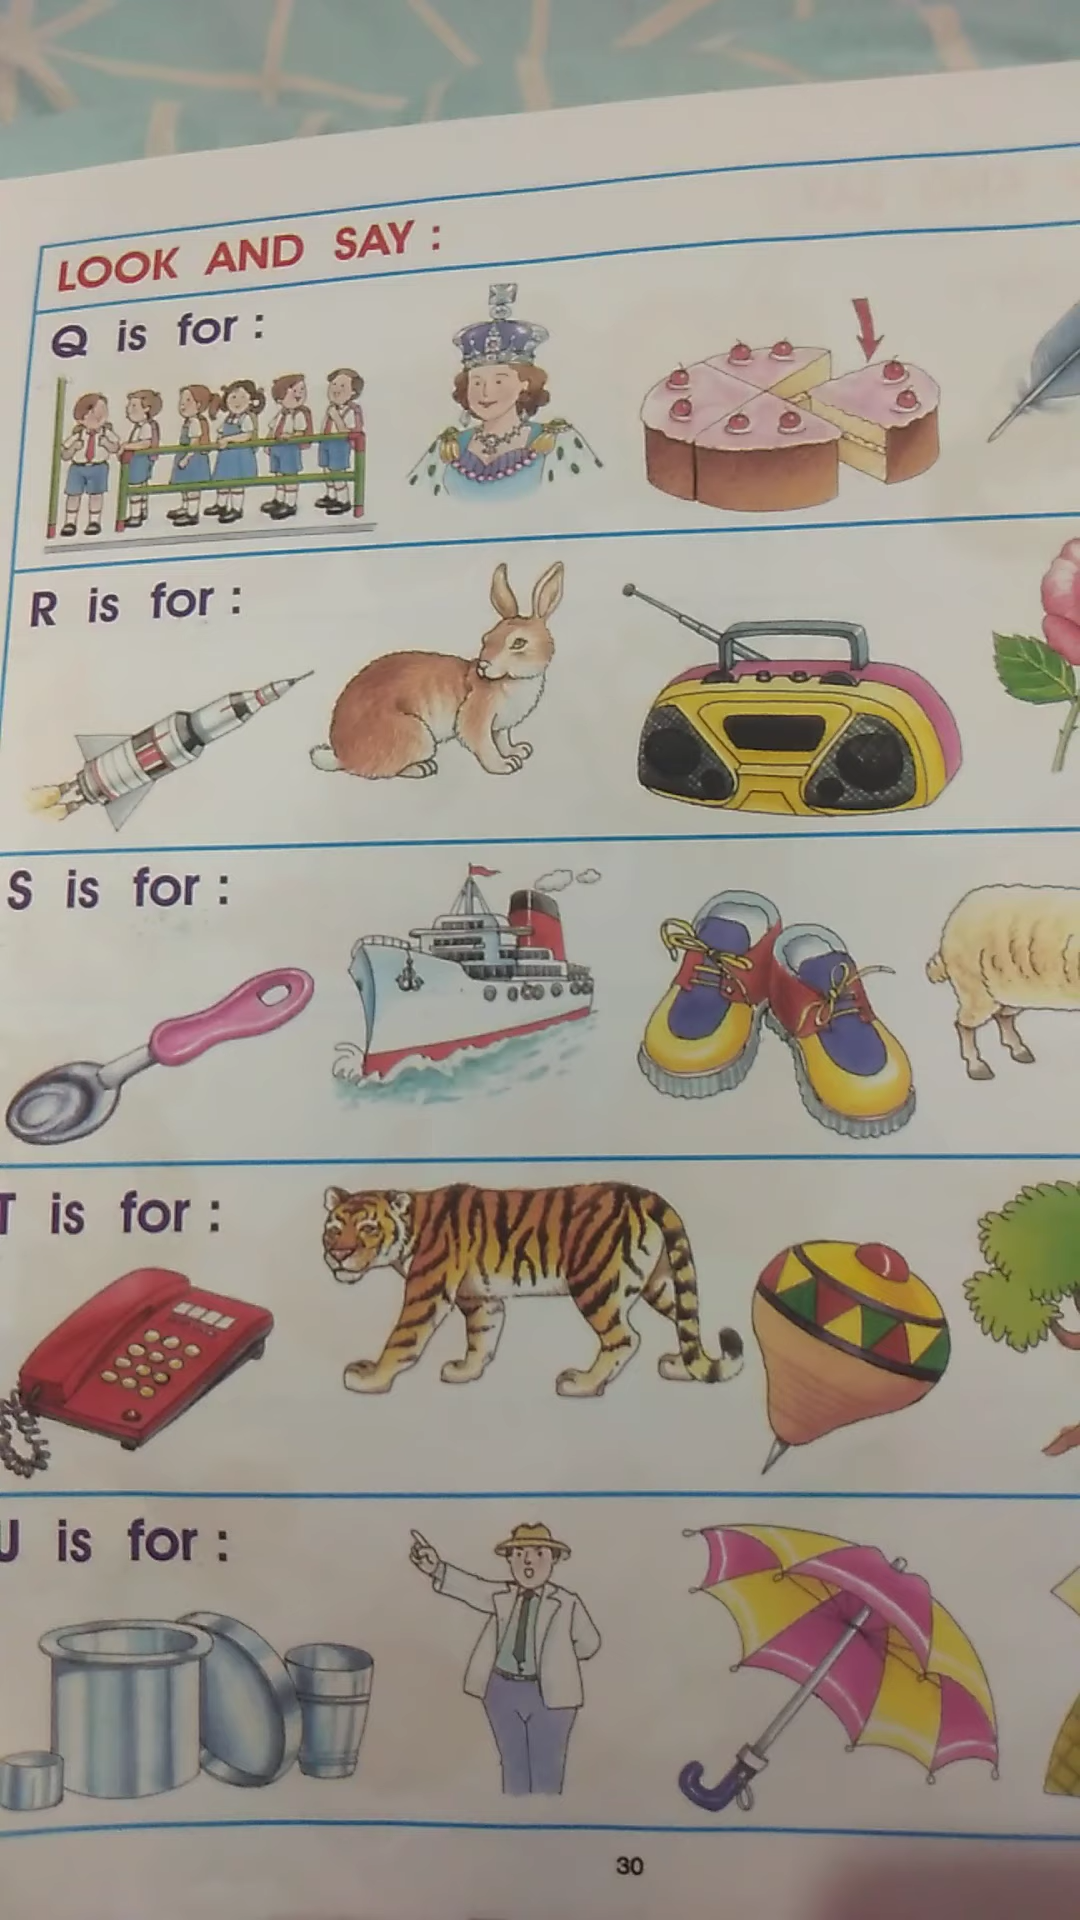 LOOK AND SAY :
Q is for :
R is for :
S is for :
T is for :
U is for :
30